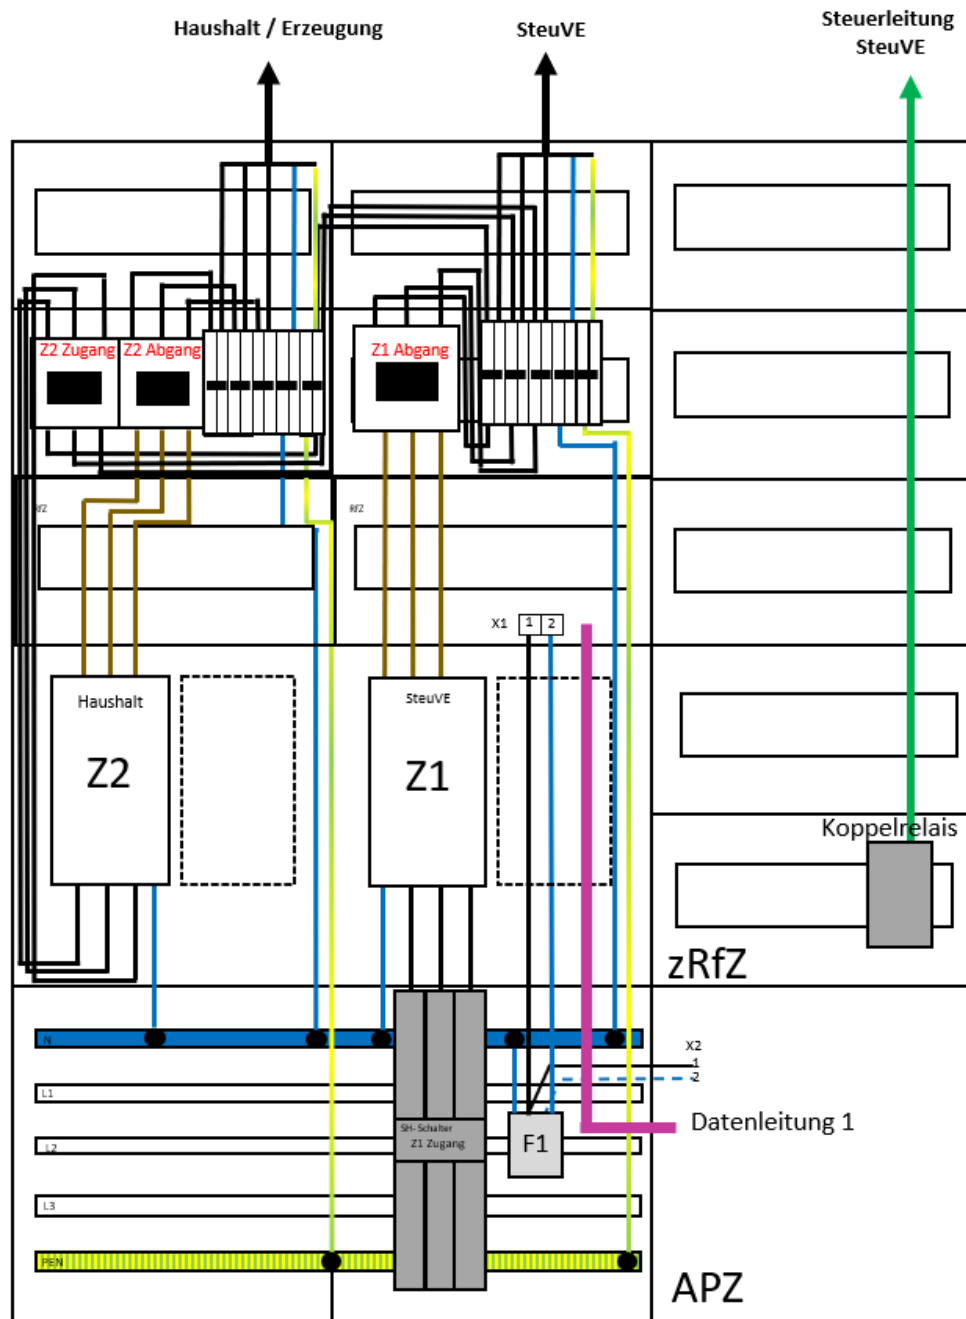 Haushalt / Erzeugung
SteuVE
Steuerleitung
SteuVE
Z2 Zugang
Z2 Abgang
Z1 Abgang
RfZ
RfZ
X1
1
2
Haushalt
Z2
SteuVE
Z1
Koppelrelais
zRfZ
N
X2
1
2
L1
Datenleitung 1
SH- Schalter
Z1 Zugang
F1
L2
L3
PEN
APZ